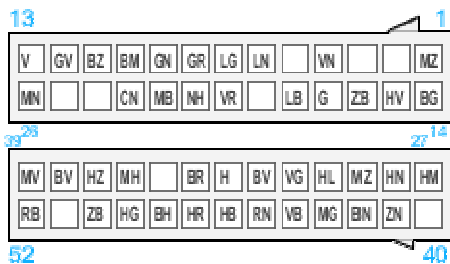 13 1
V GV BZ BM GN GR LG LN VN MZ
MN CN MB NH VR LB G ZB HV BG
39 26 27 14
MV BV HZ MH BR H BV VG HL MZ HN HM
RB ZB HG BH HR HB RN VB MG BN ZN
52 40